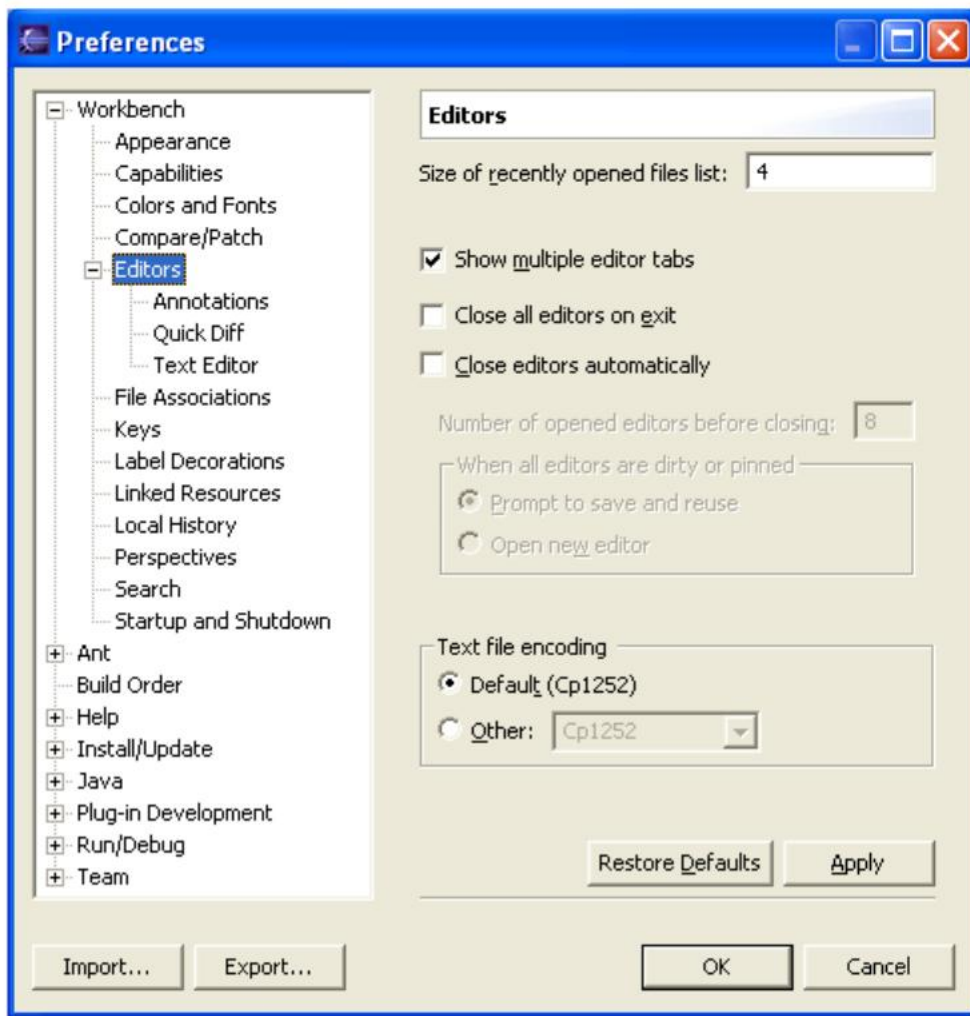 Preferences
Workbench
Appearance
Capabilities
Colors and Fonts
Compare/Patch
Editors
Annotations
Quick Diff
Text Editor
File Associations
Keys
Label Decorations
Linked Resources
Local History
Perspectives
Search
Startup and Shutdown
Ant
Build Order
Help
Install/Update
Java
Plug-in Development
Run/Debug
Team
Editors
Size of recently opened files list: 4
Show multiple editor tabs
Close all editors on exit
Close editors automatically
Number of opened editors before closing: 8
When all editors are dirty or pinned
Prompt to save and reuse
Open new editor
Text file encoding
Default (Cp1252)
Other: Cp1252
Restore Defaults Apply
Import... Export... OK Cancel